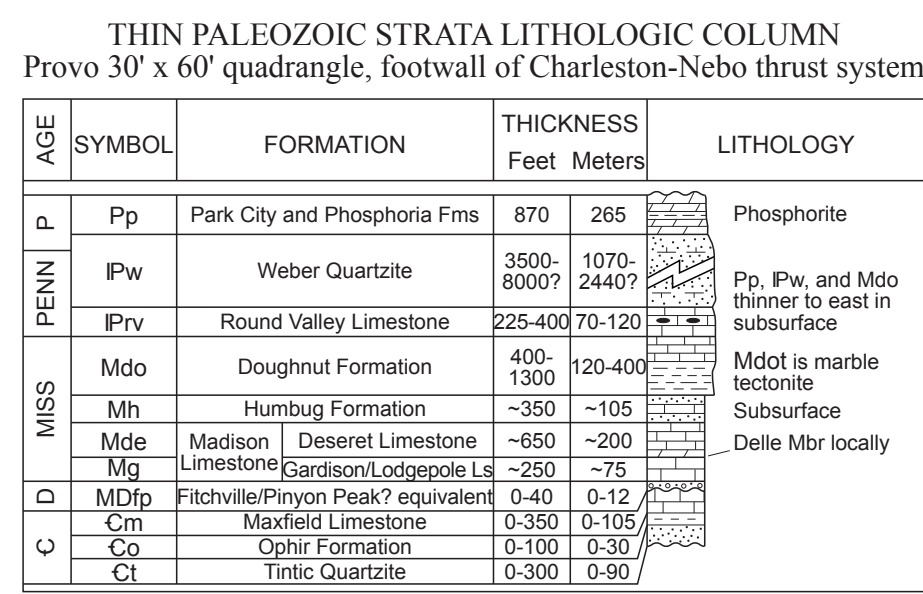 THIN PALEOZOIC STRATA LITHOLOGIC COLUMN
Provo 30' x 60' quadrangle, footwall of Charleston-Nebo thrust system
AGE SYMBOL FORMATION THICKNESS LITHOLOGY
Feet Meters
P Pp Park City and Phosphoria Fms 870 265 Phosphorite
PENN ꟼPw Weber Quartzite 3500- 1070-
8000? 2440?
Pp, ꟼPw, and Mdo
thinner to east in
subsurface
ꟼPrv Round Valley Limestone 225-400 70-120
MISS Mdo Doughnut Formation 400- 120-400
1300
Mdot is marble
tectonite
Mh Humbug Formation ~350 ~105 Subsurface
Mde Madison Deseret Limestone ~650 ~200 Delle Mbr locally
Mg Limestone Gardison/Lodgepole Ls ~250 ~75
D MDfp Fitchville/Pinyon Peak? equivalent 0-40 0-12
Ꞓ Ꞓm Maxfield Limestone 0-350 0-105
Ꞓo Ophir Formation 0-100 0-30
Ꞓt Tintic Quartzite 0-300 0-90